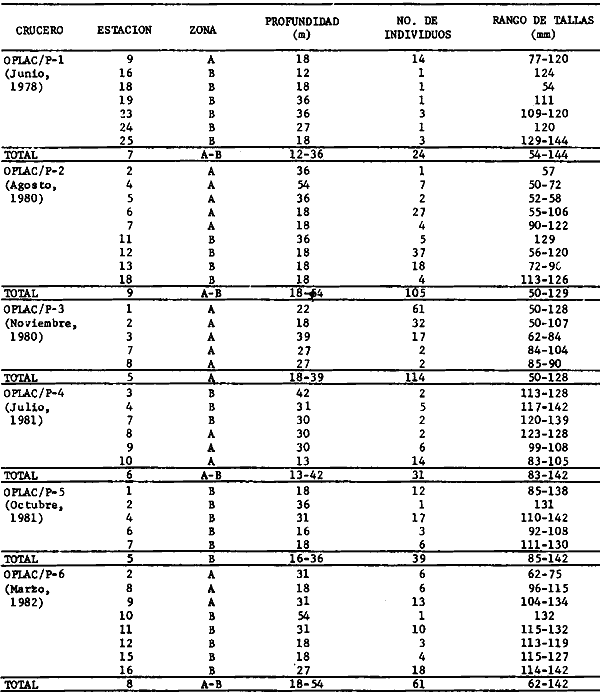 PROFUNDIDAD NO. DE RANGO DE TALLAS
CRUCERO ESTACION ZONA (m) INDIVIDUOS (mm)
OPLAC/P-1 9 A 18 14 77-120
(Junio, 16 B 12 1 124
1978) 18 B 18 1 54
19 B 36 1 111
23 B 36 3 109-120
24 B 27 1 120
25 B 18 3 129-144
TOTAL 7 A-B 12-36 24 54-144
OPLAC/P-2 2 A 36 1 57
(Agosto, 4 A 54 7 50-72
1980) 5 A 36 2 52-58
6 A 18 27 55-106
7 A 18 4 90-122
11 B 36 5 129
12 B 18 37 56-120
13 B 18 18
18 B 18 4 113-126
TOTAL 9 A-B 18-54 105 50-129
OPLAC/P-3 1 A 22 61 50-128
(Noviembre, 2 A 18 32 50-107
1980) 3 A 39 17 62-84
7 A 27 2 84-104
8 A 27 2 85-90
TOTAL 5 A 18-39 114 50-128
OPLAC/P-4 3 B 42 2 113-128
(Julio, 4 B 31 5 117-142
1981) 7 B 30 2 120-139
8 A 30 2 123-128
9 A 30 6 99-108
10 A 13 14 83-105
TOTAL 6 A-B 13-42 31 83-142
OPLAC/P-5 1 B 18 12 85-138
(Octubre, 2 B 36 1 131
1981) 4 B 31 17 110-142
6 B 16 3 92-108
7 B 18 6 111-130
TOTAL 5 B 16-36 39 85-142
OPLAC/P-6 2 A 31 6 62-75
(Marzo, 8 A 18 6 96-115
1982) 9 A 31 13 104-134
10 B 54 1 132
11 B 31 10 115-132
12 B 18 3 113-119
15 B 18 4 115-127
16 B 27 18 114-142
TOTAL 8 A-B 18-54 61 62-142